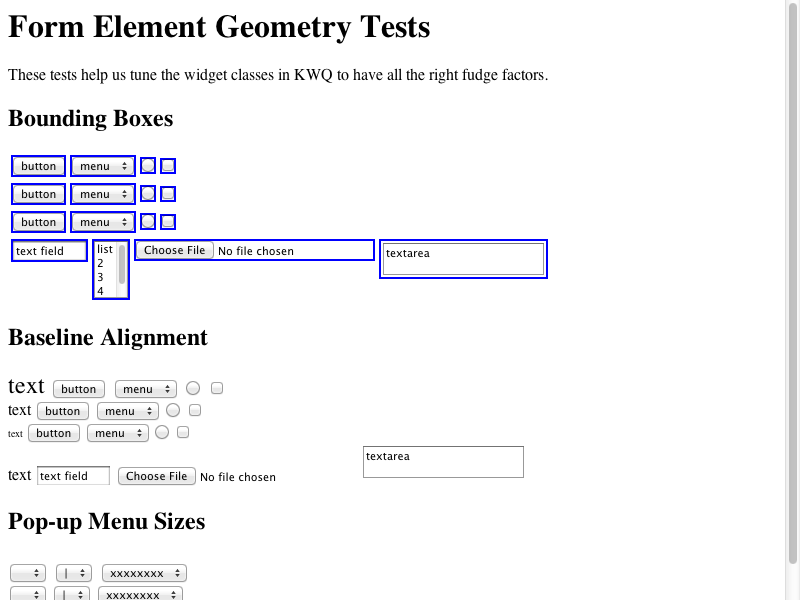 Form Element Geometry Tests
These tests help us tune the widget classes in KWQ to have all the right fudge factors.
Bounding Boxes
button menu
button menu
button menu
text field list Choose File No file chosen textarea
2
3
4
Baseline Alignment
text button menu
text button menu
text button menu
textarea
text text field Choose File No file chosen
Pop-up Menu Sizes
| xxxxxxxx
| xxxxxxxx